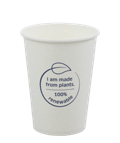 I am made
from plants.
100%
renewable